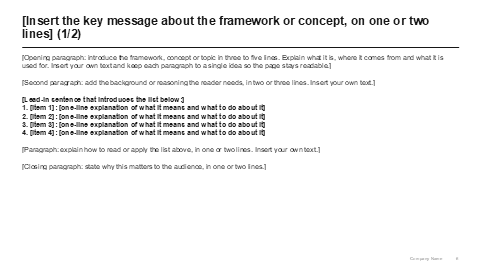 [Insert the key message about the framework or concept, on one or two
lines] (1/2)
[Opening paragraph: introduce the framework, concept or topic in three to five lines. Explain what it is, where it comes from and what it is
used for. Insert your own text and keep each paragraph to a single idea so the page stays readable.]
[Second paragraph: add the background or reasoning the reader needs, in two or three lines. Insert your own text.]
[Lead-in sentence that introduces the list below:]
1. [Item 1]: [one-line explanation of what it means and what to do about it]
2. [Item 2]: [one-line explanation of what it means and what to do about it]
3. [Item 3]: [one-line explanation of what it means and what to do about it]
4. [Item 4]: [one-line explanation of what it means and what to do about it]
[Paragraph: explain how to read or apply the list above, in one or two lines. Insert your own text.]
[Closing paragraph: state why this matters to the audience, in one or two lines.]
Company Name